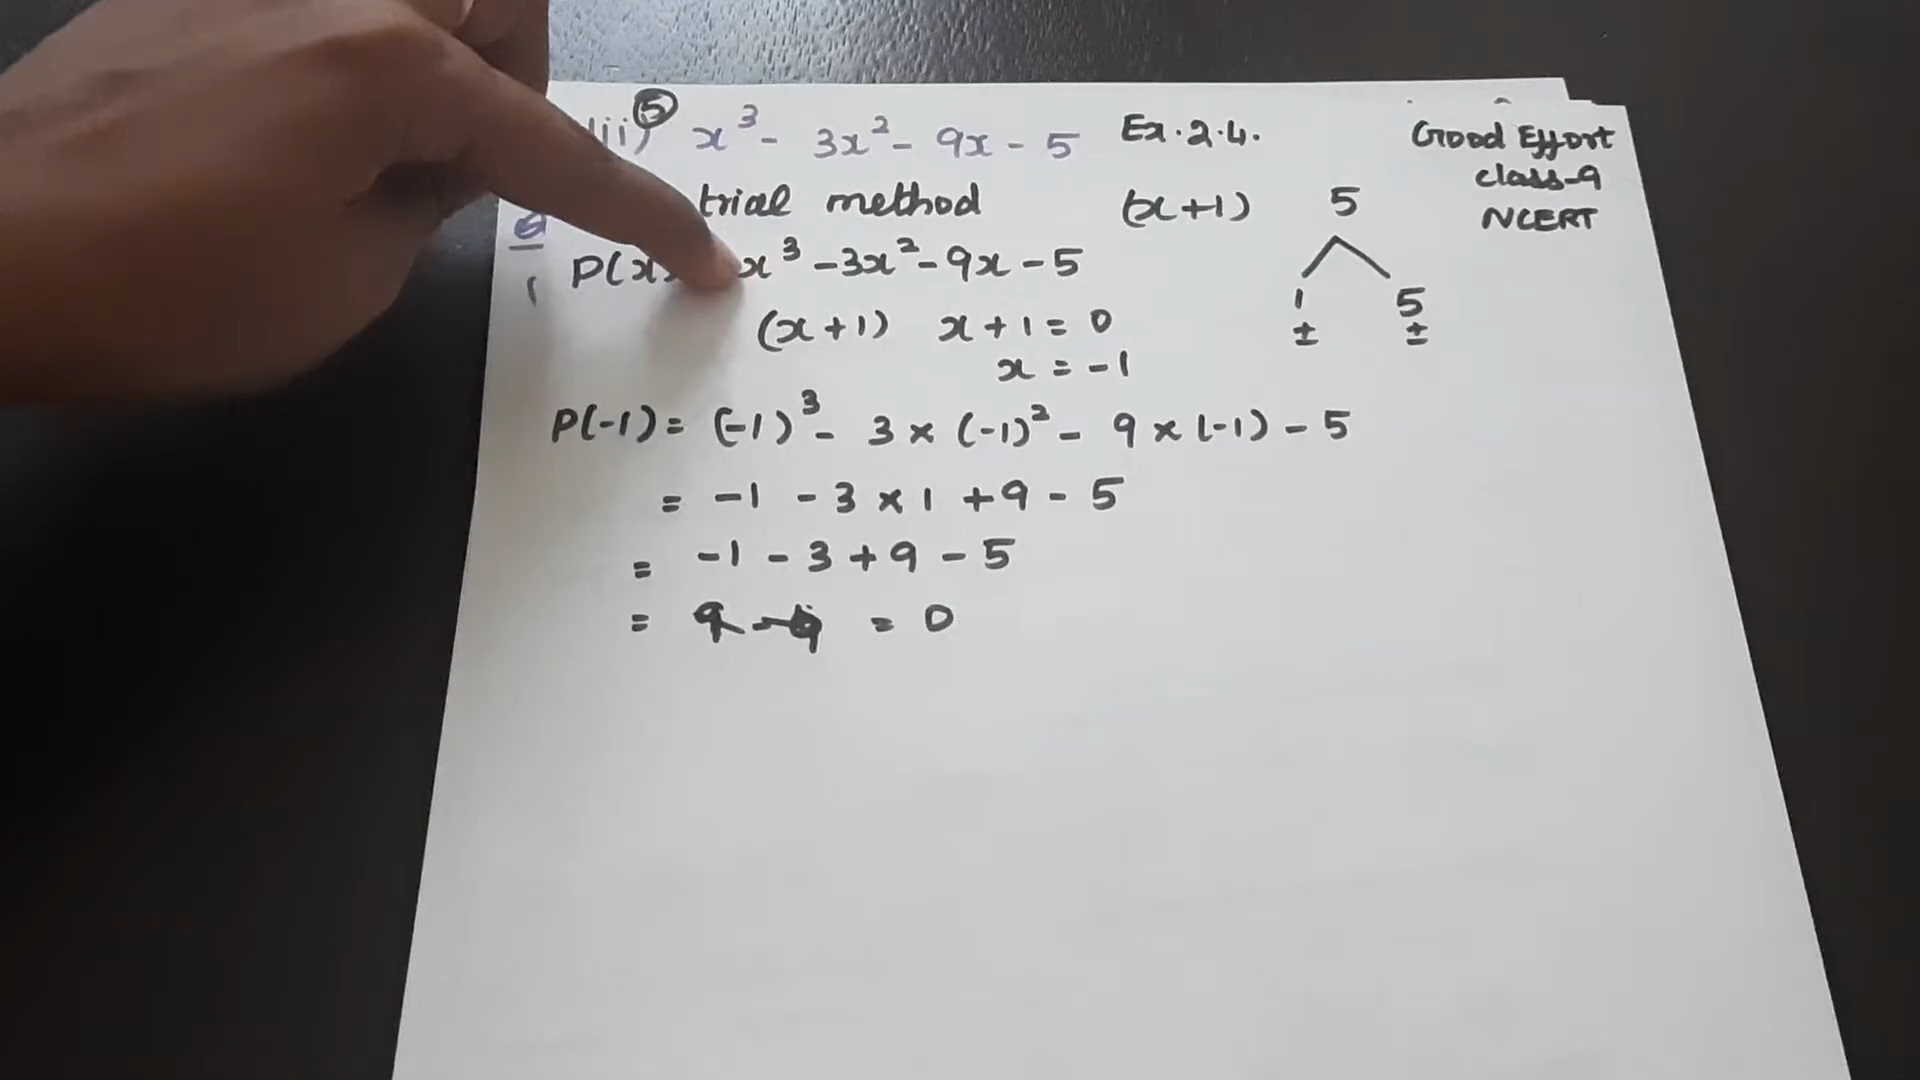 ii) ⑤ x³ - 3x² - 9x - 5 Ex.2.4.
Good Effort
class-9
NCERT
trial method (x+1)
5
1 5
± ±
P(x) x³ - 3x² - 9x - 5
(x+1) x+1 = 0
x = -1
P(-1) = (-1)³ - 3 × (-1)² - 9 × (-1) - 5
= -1 - 3 × 1 + 9 - 5
= -1 - 3 + 9 - 5
= 9 - 9 = 0